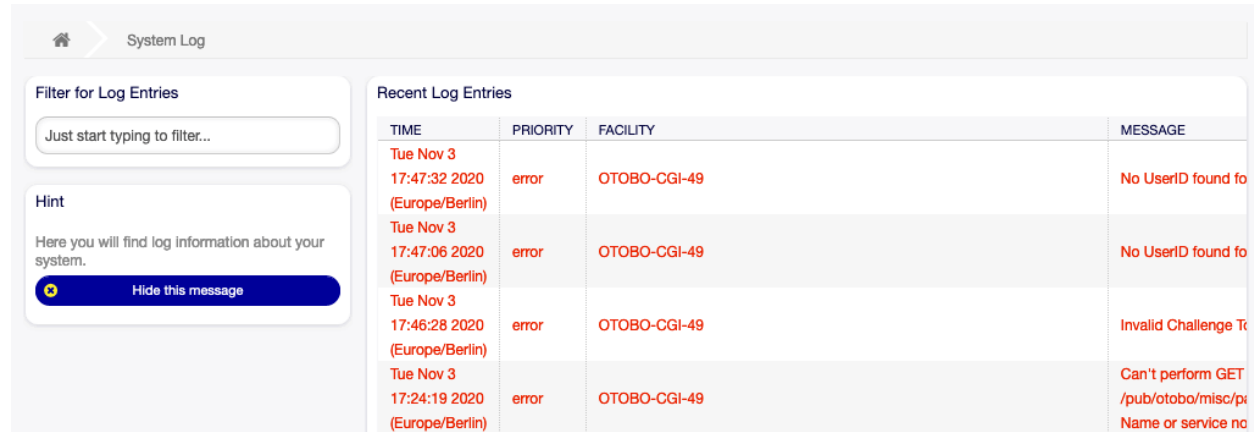 System Log
Filter for Log Entries
Just start typing to filter...
Hint
Here you will find log information about your
system.
Hide this message
Recent Log Entries
TIME PRIORITY FACILITY MESSAGE
Tue Nov 3
17:47:32 2020 error OTOBO-CGI-49 No UserID found fo
(Europe/Berlin)
Tue Nov 3
17:47:06 2020 error OTOBO-CGI-49 No UserID found fo
(Europe/Berlin)
Tue Nov 3
17:46:28 2020 error OTOBO-CGI-49 Invalid Challenge To
(Europe/Berlin)
Tue Nov 3 Can't perform GET
17:24:19 2020 error OTOBO-CGI-49 /pub/otobo/misc/pa
(Europe/Berlin) Name or service no